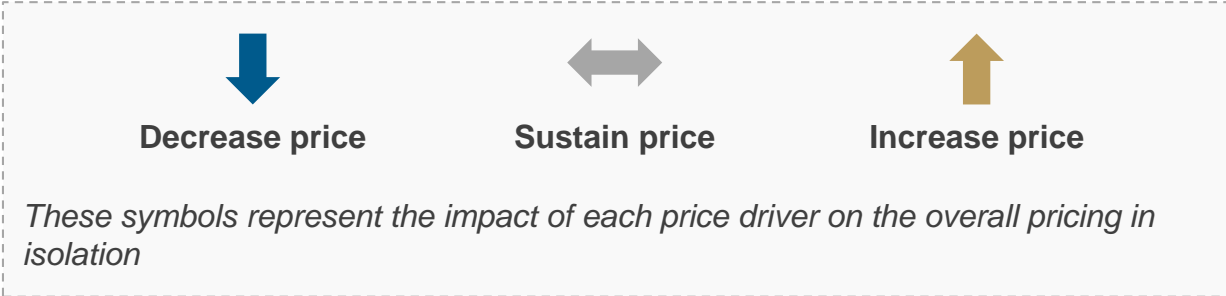 Decrease price
Sustain price
Increase price
These symbols represent the impact of each price driver on the overall pricing in
isolation